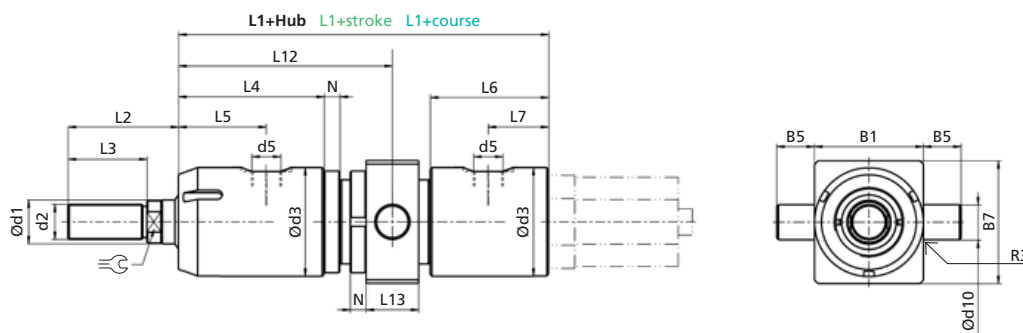 L1+Hub L1+stroke L1+course
L12
L4 N L6
L2 L5 L7
L3 d5 d5
B5 B1 B5
Ød1 d2 Ød3 Ød3 B7
N L13
Ød10